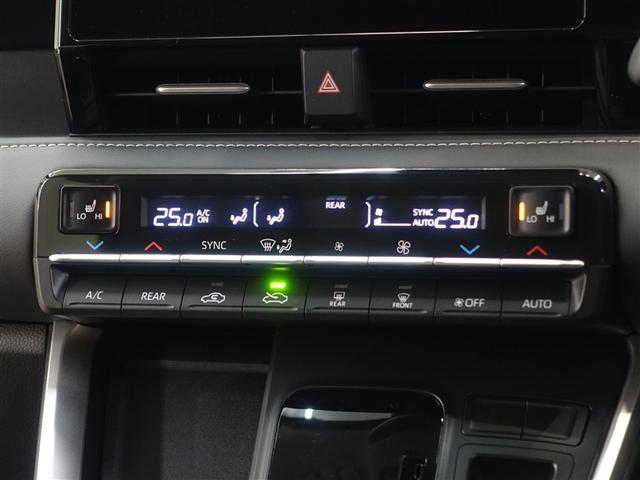 LO HI
25.0 A/C ON
REAR
SYNC AUTO 25.0
LO HI
SYNC
A/C
REAR
REAR
FRONT
OFF
AUTO